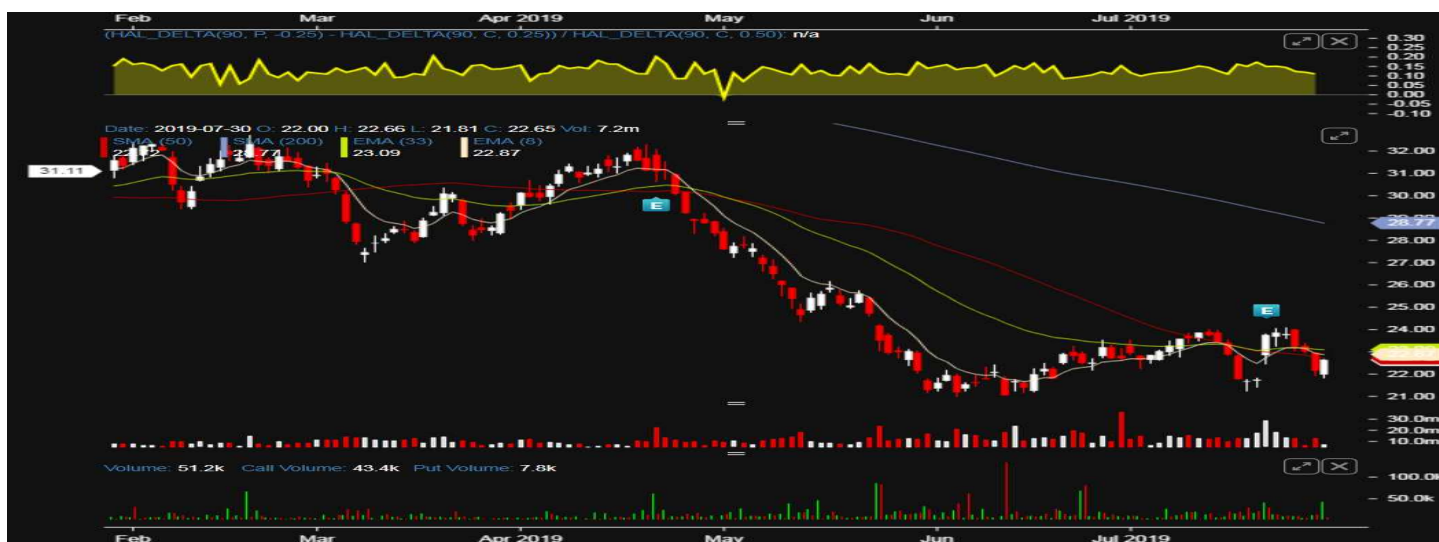 Feb Mar Apr 2019 May Jun Jul 2019
(HAL_DELTA(90, P, -0.25) - HAL_DELTA(90, C, 0.25)) / HAL_DELTA(90, C, 0.50): n/a
0.30
0.25
0.20
0.15
0.10
0.05
0.00
-0.05
-0.10
Date: 2019-07-30 O: 22.00 H: 22.66 L: 21.81 C: 22.65 Vol: 7.2m
SMA (50) SMA (200) EMA (33) EMA (8)
23.09 22.87
31.11
E
E
32.00
31.00
30.00
28.77
28.00
27.00
26.00
25.00
24.00
22.00
21.00
30.0m
20.0m
10.0m
Volume: 51.2k Call Volume: 43.4k Put Volume: 7.8k
50.0k
Feb Mar Apr 2019 May Jun Jul 2019